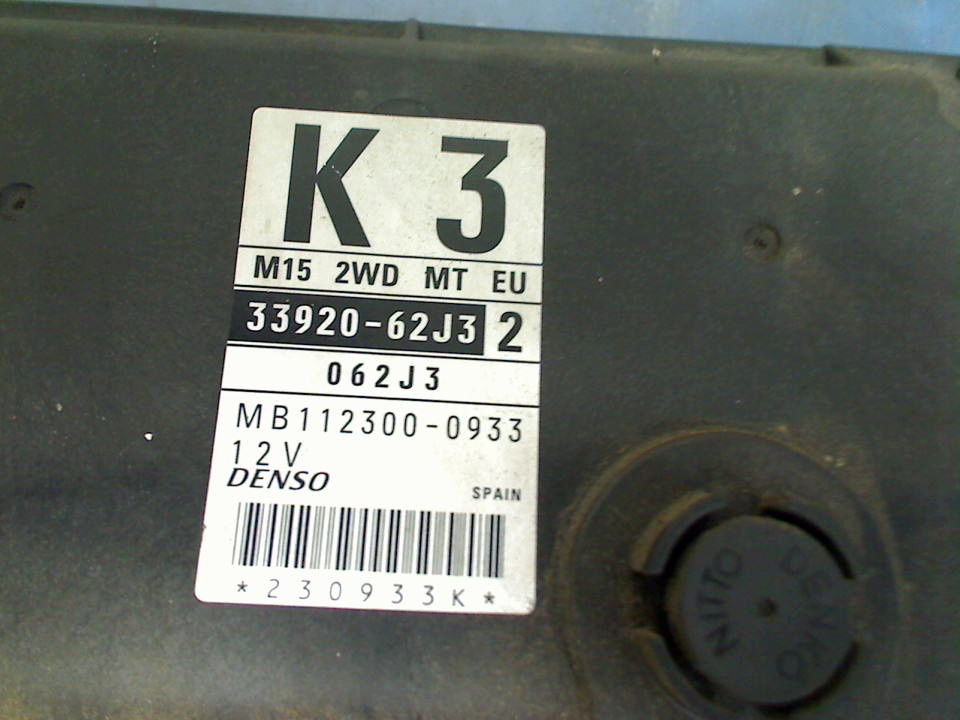 K 3
M15 2WD MT EU
33920-62J3 2
062J3
MB112300-0933
12V
DENSO
SPAIN
*230933K*
NITTO DENKO